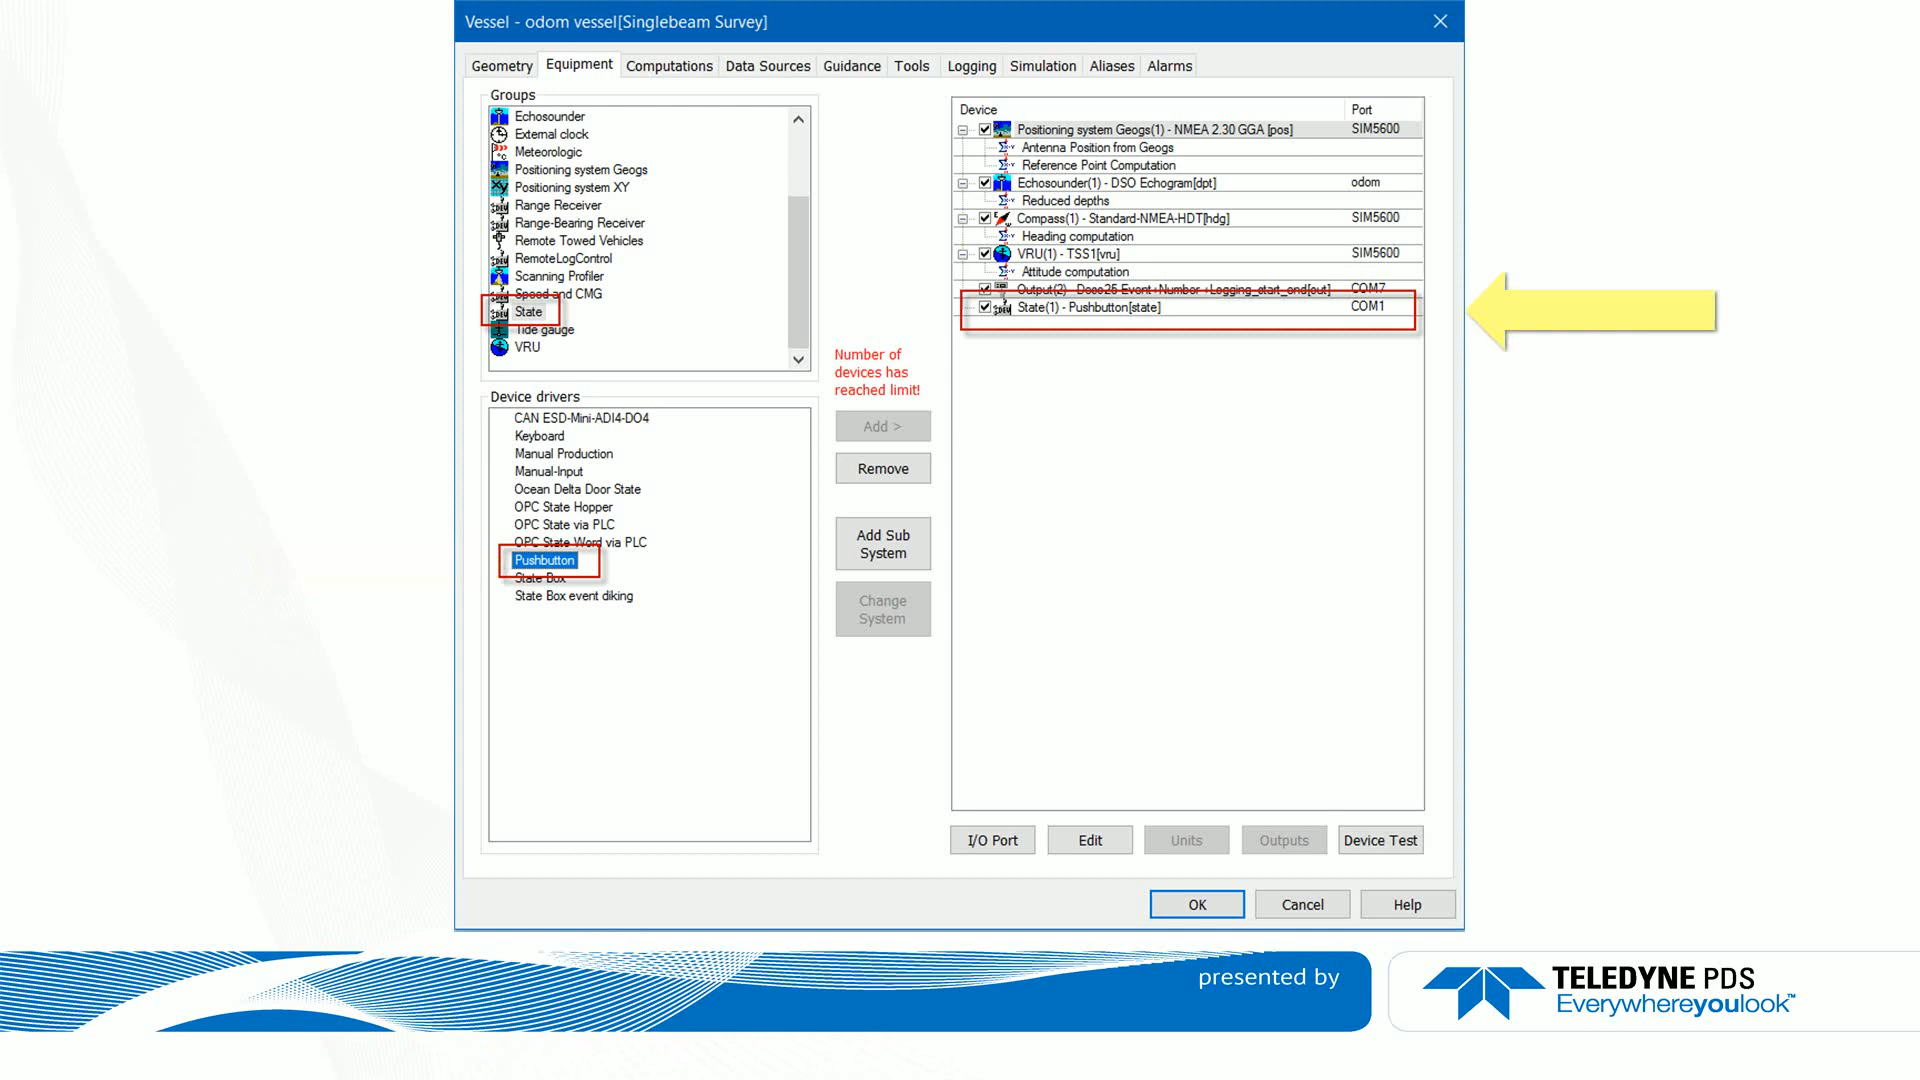 Vessel - odom vessel[Singlebeam Survey]
Geometry Equipment Computations Data Sources Guidance Tools Logging Simulation Aliases Alarms
Groups
Echosounder
External clock
Meteorologic
Positioning system Geogs
Positioning system XY
Range Receiver
Range-Bearing Receiver
Remote Towed Vehicles
RemoteLogControl
Scanning Profiler
Speed and CMG
State
Tide gauge
VRU
Device drivers
CAN ESD-Mini-ADI4-DO4
Keyboard
Manual Production
Manual-Input
Ocean Delta Door State
OPC State Hopper
OPC State via PLC
OPC State Word via PLC
Pushbutton
State Box
State Box event diking
Number of
devices has
reached limit!
Add >
Remove
Add Sub
System
Change
System
Device Port
Positioning system Geogs(1) - NMEA 2.30 GGA [pos] SIM5600
Antenna Position from Geogs
Reference Point Computation
Echosounder(1) - DSO Echogram[dpt] odom
Reduced depths
Compass(1) - Standard-NMEA-HDT[hdg] SIM5600
Heading computation
VRU(1) - TSS1[vru] SIM5600
Attitude computation
Output(2) - Deso25 Event+Number +Logging_start_end[out] COM7
State(1) - Pushbutton[state] COM1
I/O Port Edit Units Outputs Device Test
OK Cancel Help
presented by
TELEDYNE PDS
Everywhereyoulook™